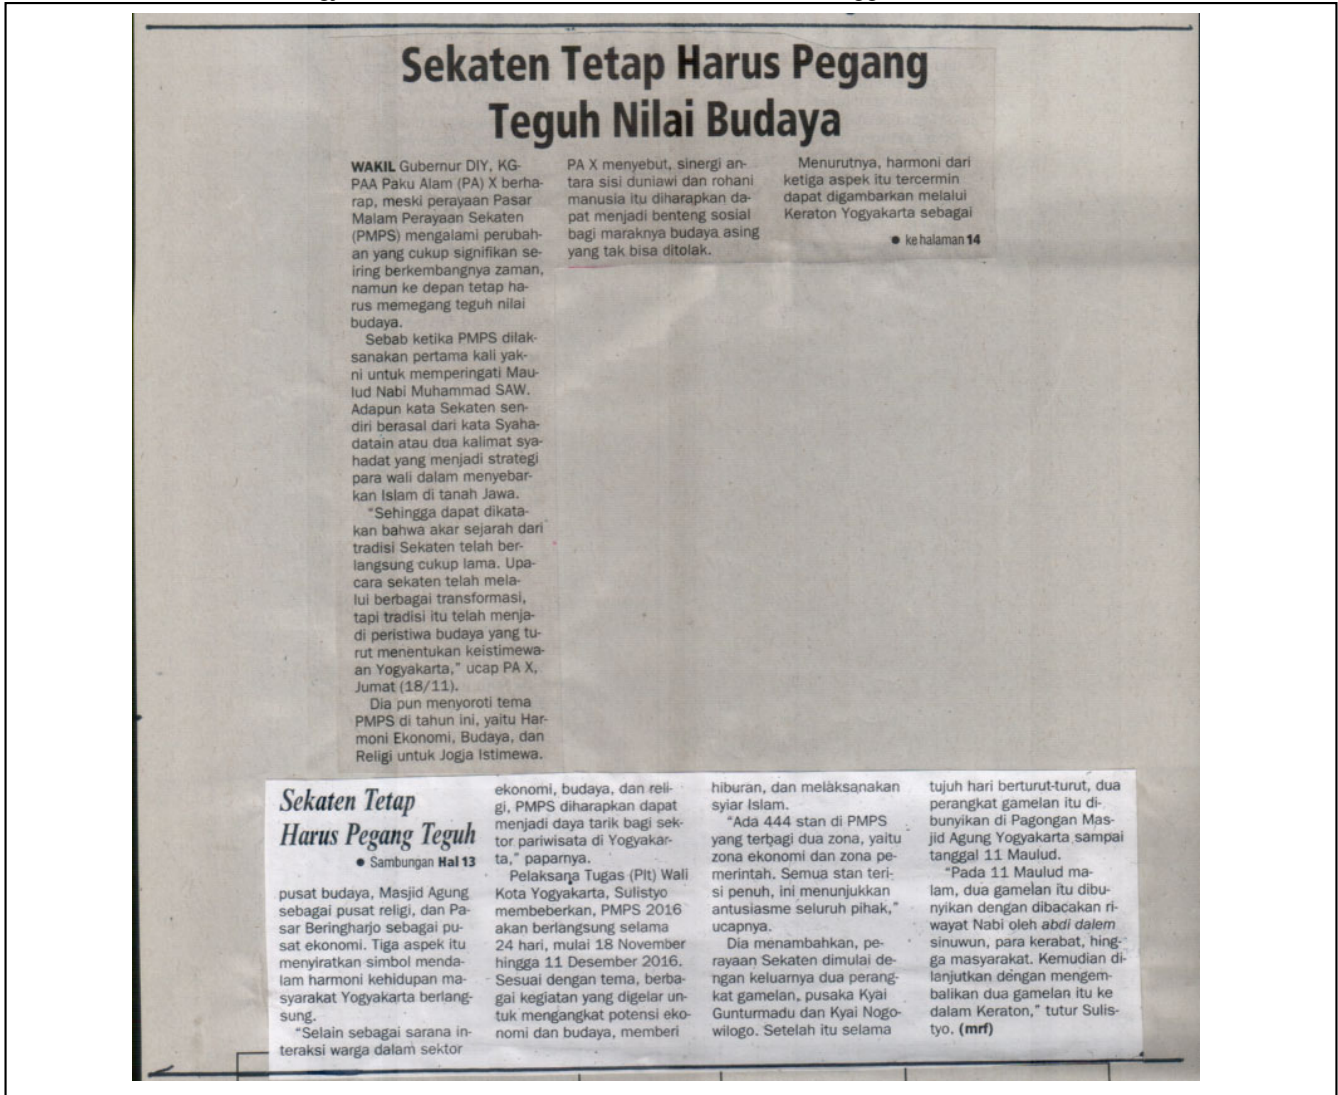 Sekaten Tetap Harus Pegang
Teguh Nilai Budaya
WAKIL Gubernur DIY, KG-
PAA Paku Alam (PA) X berha-
rap, meski perayaan Pasar
Malam Perayaan Sekaten
(PMPS) mengalami perubah-
an yang cukup signifikan se-
iring berkembangnya zaman,
namun ke depan tetap ha-
rus memegang teguh nilai
budaya.
Sebab ketika PMPS dilak-
sanakan pertama kali yak-
ni untuk memperingati Mau-
lud Nabi Muhammad SAW.
Adapun kata Sekaten sen-
diri berasal dari kata Syaha-
datain atau dua kalimat sya-
hadat yang menjadi strategi
para wali dalam menyebar-
kan Islam di tanah Jawa.
"Sehingga dapat dikata-
kan bahwa akar sejarah dari
tradisi Sekaten telah ber-
langsung cukup lama. Upa-
cara sekaten telah mela-
lui berbagai transformasi,
tapi tradisi itu telah menja-
di peristiwa budaya yang tu-
rut menentukan keistimewa-
an Yogyakarta," ucap PA X,
Jumat (18/11).
Dia pun menyoroti tema
PMPS di tahun ini, yaitu Har-
moni Ekonomi, Budaya, dan
Religi untuk Jogja Istimewa.
PA X menyebut, sinergi an-
tara sisi duniawi dan rohani
manusia itu diharapkan da-
pat menjadi benteng sosial
bagi maraknya budaya asing
yang tak bisa ditolak.
Menurutnya, harmoni dari
ketiga aspek itu tercermin
dapat digambarkan melalui
Keraton Yogyakarta sebagai
● ke halaman 14
Sekaten Tetap
Harus Pegang Teguh
● Sambungan Hal 13
pusat budaya, Masjid Agung
sebagai pusat religi, dan Pa-
sar Beringharjo sebagai pu-
sat ekonomi. Tiga aspek itu
menyiratkan simbol menda-
lam harmoni kehidupan ma-
syarakat Yogyakarta berlang-
sung.
"Selain sebagai sarana in-
teraksi warga dalam sektor
ekonomi, budaya, dan reli-
gi, PMPS diharapkan dapat
menjadi daya tarik bagi sek-
tor pariwisata di Yogyakar-
ta," paparnya.
Pelaksana Tugas (Plt) Wali
Kota Yogyakarta, Sulistyo
membeberkan, PMPS 2016
akan berlangsung selama
24 hari, mulai 18 November
hingga 11 Desember 2016.
Sesuai dengan tema, berba-
gai kegiatan yang digelar un-
tuk mengangkat potensi eko-
nomi dan budaya, memberi
hiburan, dan melaksanakan
syiar Islam.
"Ada 444 stan di PMPS
yang terbagi dua zona, yaitu
zona ekonomi dan zona pe-
merintah. Semua stan teri-
si penuh, ini menunjukkan
antusiasme seluruh pihak,"
ucapnya.
Dia menambahkan, pe-
rayaan Sekaten dimulai de-
ngan keluarnya dua perang-
kat gamelan, pusaka Kyai
Gunturmadu dan Kyai Nogo-
wilogo. Setelah itu selama
tujuh hari berturut-turut, dua
perangkat gamelan itu di-
bunyikan di Pagongan Mas-
jid Agung Yogyakarta sampai
tanggal 11 Maulud.
"Pada 11 Maulud ma-
lam, dua gamelan itu dibu-
nyikan dengan dibacakan ri-
wayat Nabi oleh abdi dalem
sinuwun, para kerabat, hing-
ga masyarakat. Kemudian di-
lanjutkan dengan mengem-
balikan dua gamelan itu ke
dalam Keraton," tutur Sulis-
tyo. (mrf)